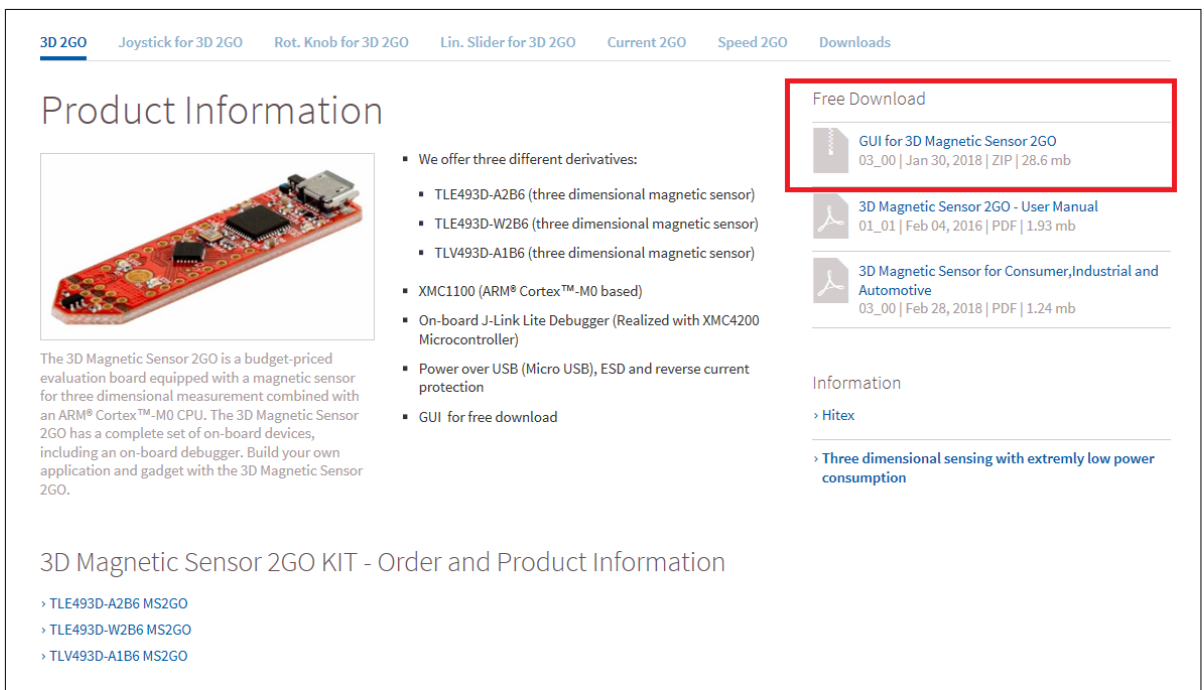 3D 2GO Joystick for 3D 2GO Rot. Knob for 3D 2GO Lin. Slider for 3D 2GO Current 2GO Speed 2GO Downloads
Product Information
The 3D Magnetic Sensor 2GO is a budget-priced
evaluation board equipped with a magnetic sensor
for three dimensional measurement combined with
an ARM® Cortex™-M0 CPU. The 3D Magnetic Sensor
2GO has a complete set of on-board devices,
including an on-board debugger. Build your own
application and gadget with the 3D Magnetic Sensor
2GO.
▪ We offer three different derivatives:
▪ TLE493D-A2B6 (three dimensional magnetic sensor)
▪ TLE493D-W2B6 (three dimensional magnetic sensor)
▪ TLV493D-A1B6 (three dimensional magnetic sensor)
▪ XMC1100 (ARM® Cortex™-M0 based)
▪ On-board J-Link Lite Debugger (Realized with XMC4200
Microcontroller)
▪ Power over USB (Micro USB), ESD and reverse current
protection
▪ GUI for free download
Free Download
GUI for 3D Magnetic Sensor 2GO
03_00 | Jan 30, 2018 | ZIP | 28.6 mb
3D Magnetic Sensor 2GO - User Manual
01_01 | Feb 04, 2016 | PDF | 1.93 mb
3D Magnetic Sensor for Consumer,Industrial and
Automotive
03_00 | Feb 28, 2018 | PDF | 1.24 mb
Information
› Hitex
› Three dimensional sensing with extremly low power
consumption
3D Magnetic Sensor 2GO KIT - Order and Product Information
› TLE493D-A2B6 MS2GO
› TLE493D-W2B6 MS2GO
› TLV493D-A1B6 MS2GO